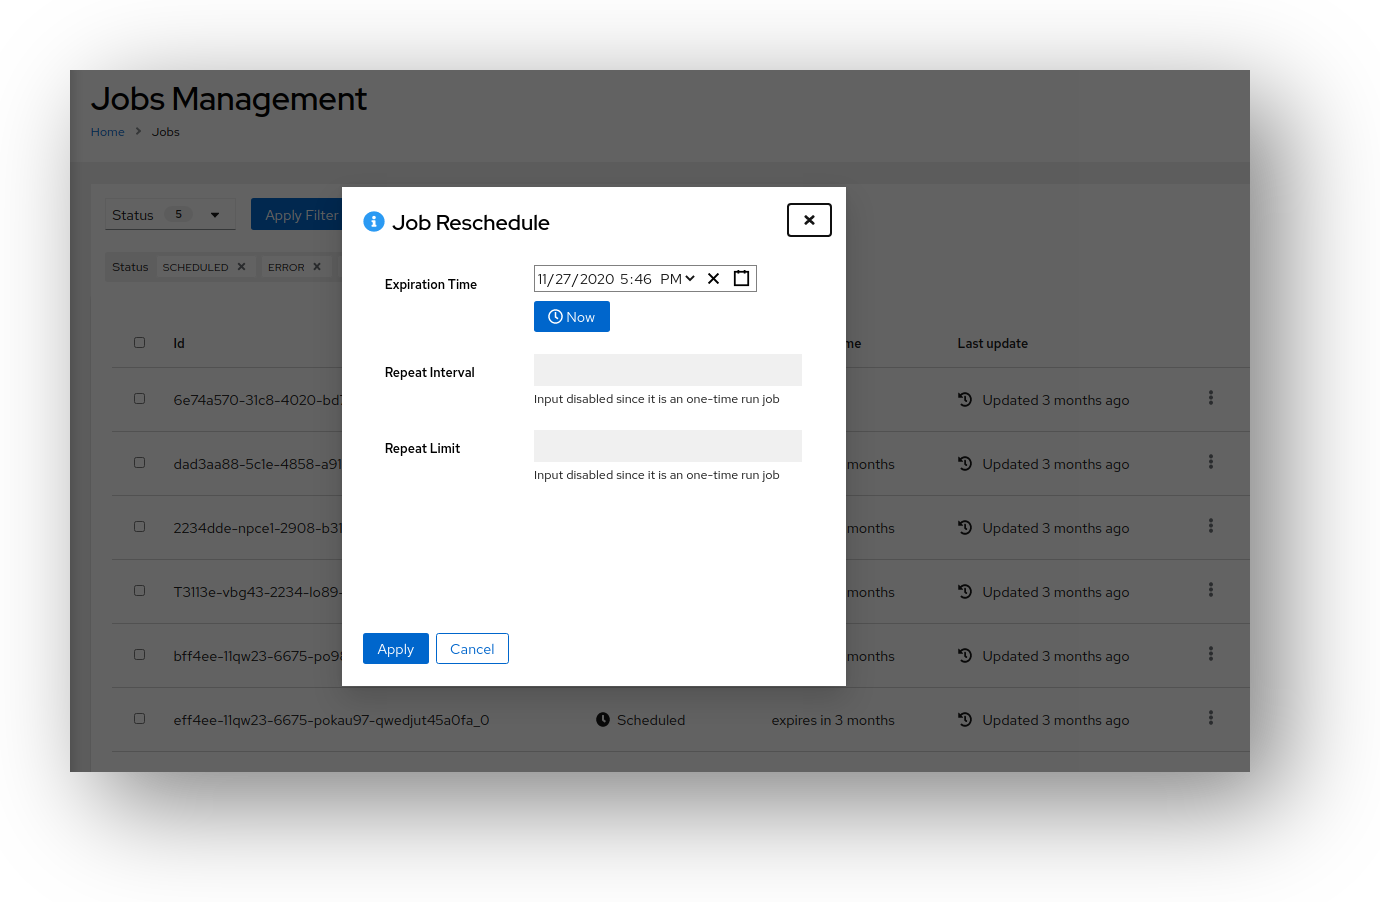 Jobs Management
Home > Jobs
Status 5 Apply Filter
Status SCHEDULED ERROR
Job Reschedule
Expiration Time 11/27/2020 5:46 PM
Now
Repeat Interval
Input disabled since it is an one-time run job
Repeat Limit
Input disabled since it is an one-time run job
Apply Cancel
Id Last update
6e74a570-31c8-4020-bd Updated 3 months ago
dad3aa88-5c1e-4858-a91 months Updated 3 months ago
2234dde-npce1-2908-b31 months Updated 3 months ago
T3113e-vbg43-2234-lo89- months Updated 3 months ago
bff4ee-11qw23-6675-po9 months Updated 3 months ago
eff4ee-11qw23-6675-pokau97-qwedjut45a0fa_0 Scheduled expires in 3 months Updated 3 months ago